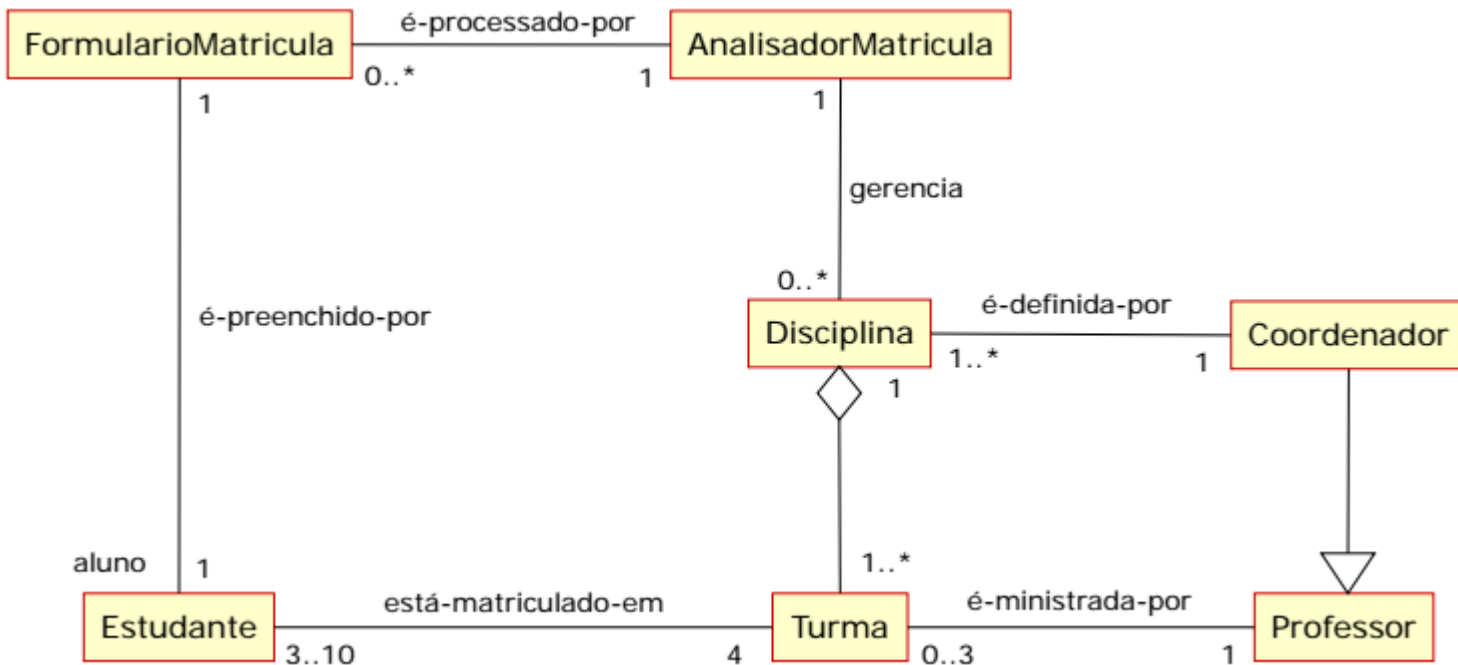 é-processado-por
FormularioMatricula
AnalisadorMatricula
0..*
1
1
1
gerencia
0..*
é-preenchido-por
é-definida-por
Disciplina
Coordenador
1..*
1
1
aluno
1
1..*
está-matriculado-em
é-ministrada-por
Estudante
Turma
Professor
3..10
4
0..3
1